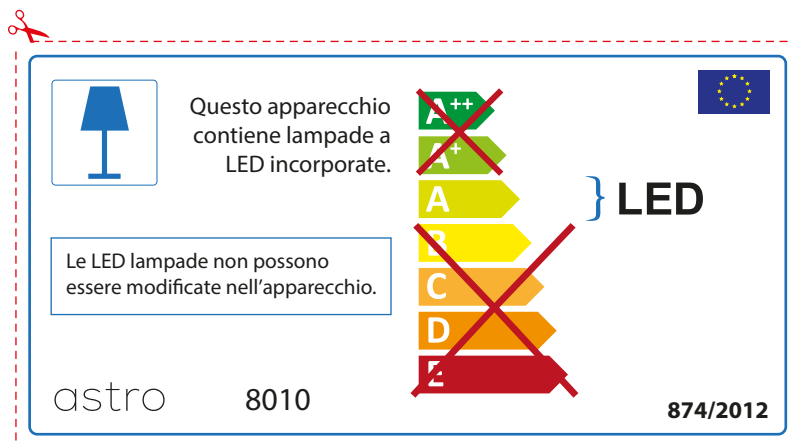 Questo apparecchio
contiene lampade a
LED incorporate.
Le LED lampade non possono
essere modificate nell'apparecchio.
A++
A+
A
B
C
D
E
} LED
astro
8010
874/2012